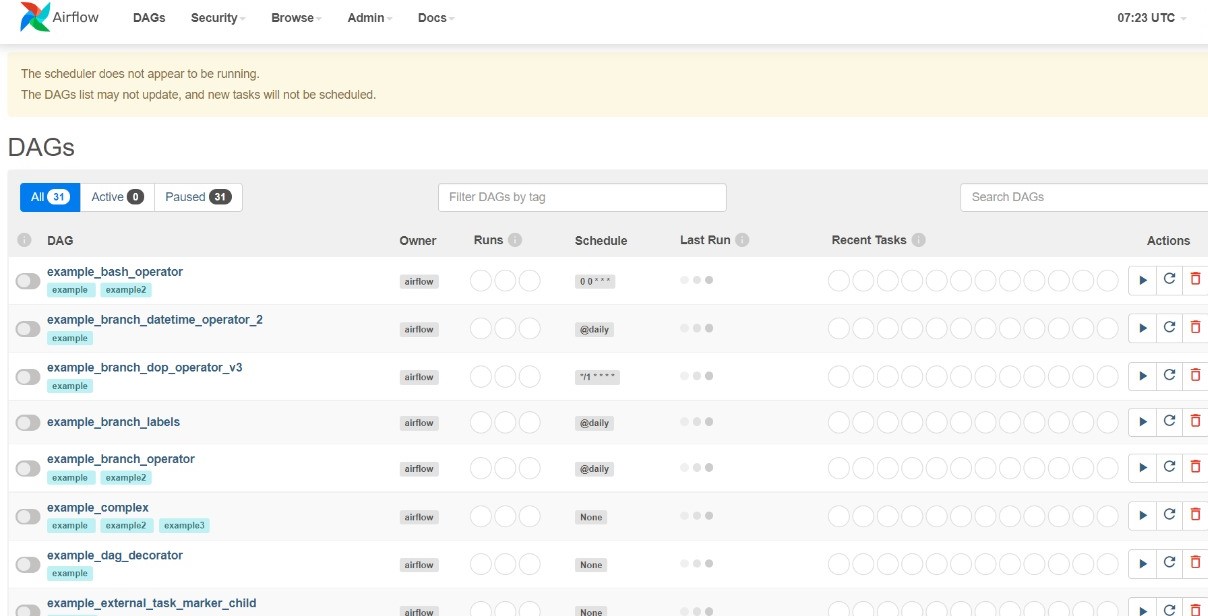 Airflow DAGs Security Browse Admin Docs 07:23 UTC
The scheduler does not appear to be running.
The DAGs list may not update, and new tasks will not be scheduled.
DAGs
All 31 Active 0 Paused 31 Filter DAGs by tag Search DAGs
i DAG Owner Runs i Schedule Last Run i Recent Tasks i Actions
example_bash_operator
airflow 0 0 * * *
example example2
example_branch_datetime_operator_2
airflow @daily
example
example_branch_dop_operator_v3
airflow */1 * * * *
example
example_branch_labels airflow @daily
example_branch_operator
airflow @daily
example example2
example_complex
airflow None
example example2 example3
example_dag_decorator
airflow None
example
example_external_task_marker_child
airflow None